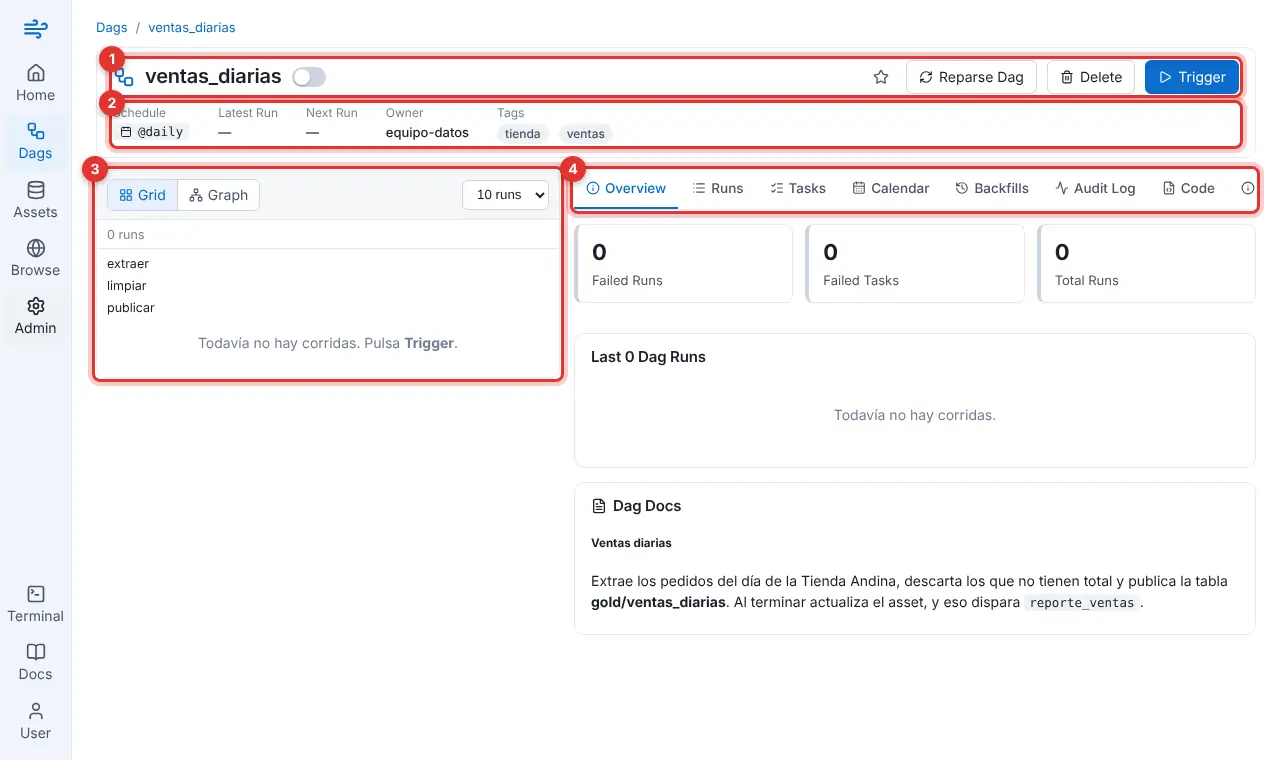 Dags / ventas_diarias
Home
Dags
Assets
Browse
Admin
Terminal
Docs
User
1
ventas_diarias
Reparse Dag
Delete
Trigger
2
chedule
Latest Run
Next Run
Owner
Tags
@daily
—
—
equipo-datos
tienda
ventas
3
Grid
Graph
10 runs
0 runs
extraer
limpiar
publicar
Todavía no hay corridas. Pulsa Trigger.
4
Overview
Runs
Tasks
Calendar
Backfills
Audit Log
Code
0
Failed Runs
0
Failed Tasks
0
Total Runs
Last 0 Dag Runs
Todavía no hay corridas.
Dag Docs
Ventas diarias
Extrae los pedidos del día de la Tienda Andina, descarta los que no tienen total y publica la tabla
gold/ventas_diarias. Al terminar actualiza el asset, y eso dispara reporte_ventas.